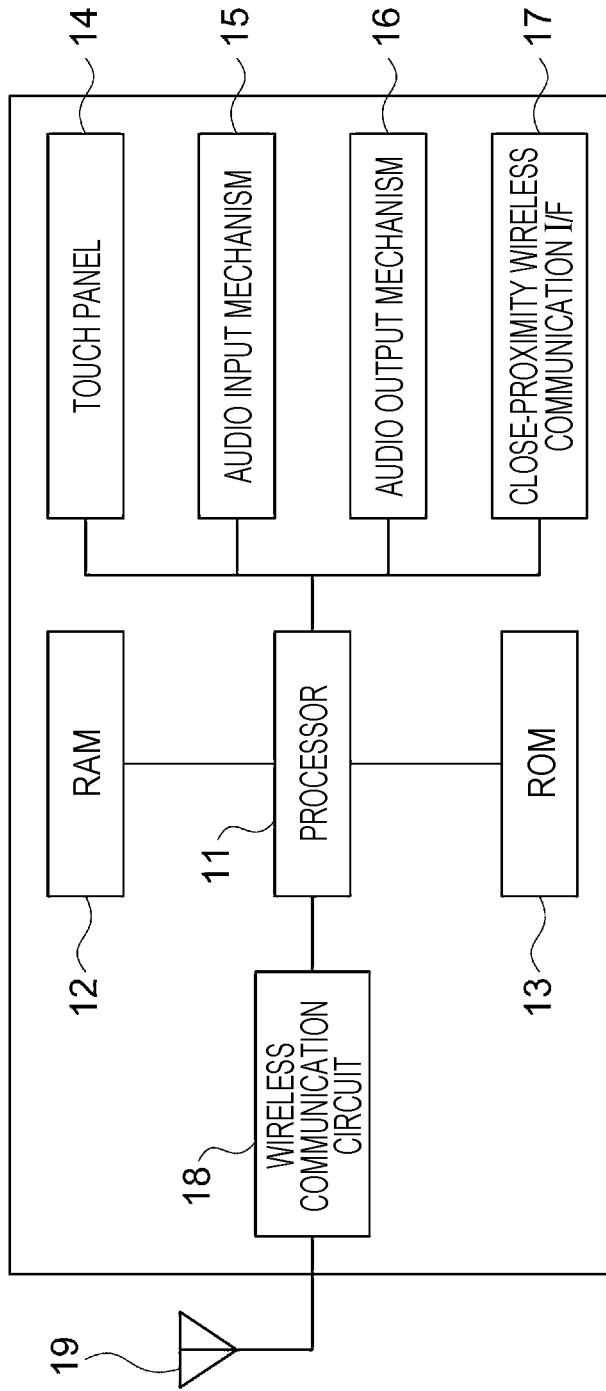 19
18
WIRELESS
COMMUNICATION
CIRCUIT
12
RAM
11
PROCESSOR
13
ROM
TOUCH PANEL
14
AUDIO INPUT MECHANISM
15
AUDIO OUTPUT MECHANISM
16
CLOSE-PROXIMITY WIRELESS
COMMUNICATION I/F
17